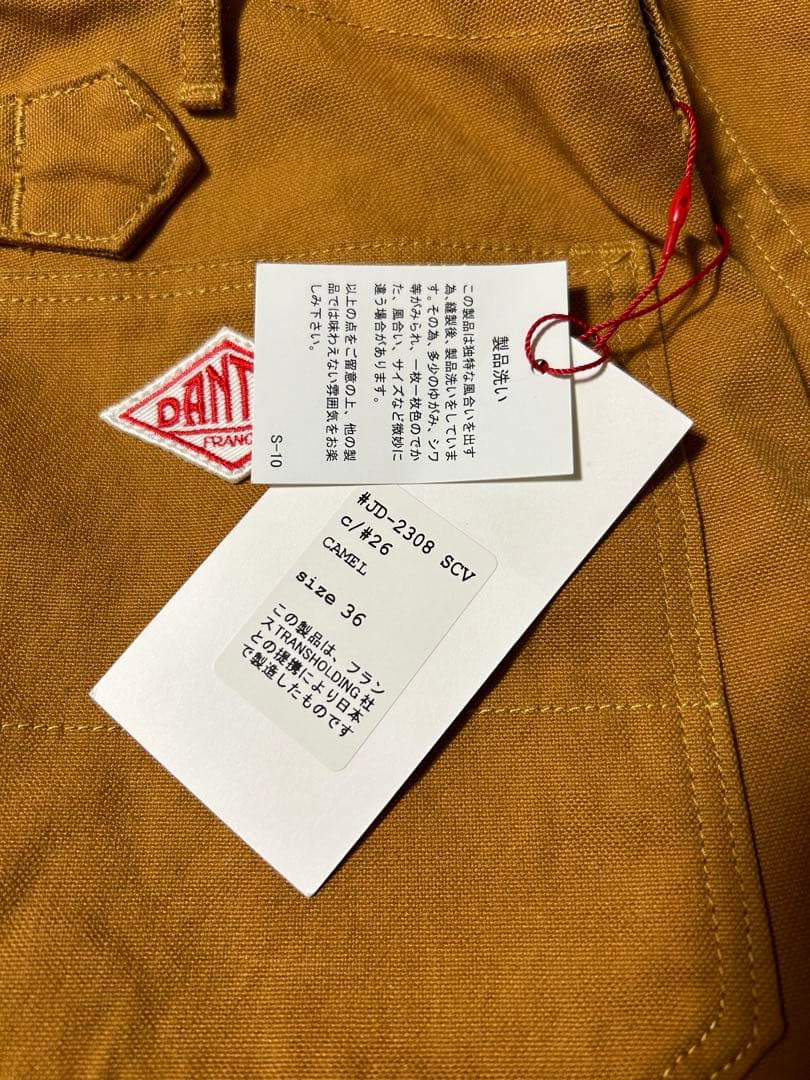 製品洗い
この製品は独特な風合いを出す
為、縫製後、製品洗いをしていま
す。その為、多少のゆがみ、シワ
等がみられ、一枚一枚色のでか
た、風合い、サイズなど微妙に
違う場合があります。
以上の点をご留意の上、他の製
品では味わえない雰囲気をお楽
しみ下さい。
S-10
DANT
FRANC
#JD-2308 SCV
c/#26
CAMEL
size 36
この製品は、フラン
スTRANSHOLDING社
との提携により日本
で製造したものです